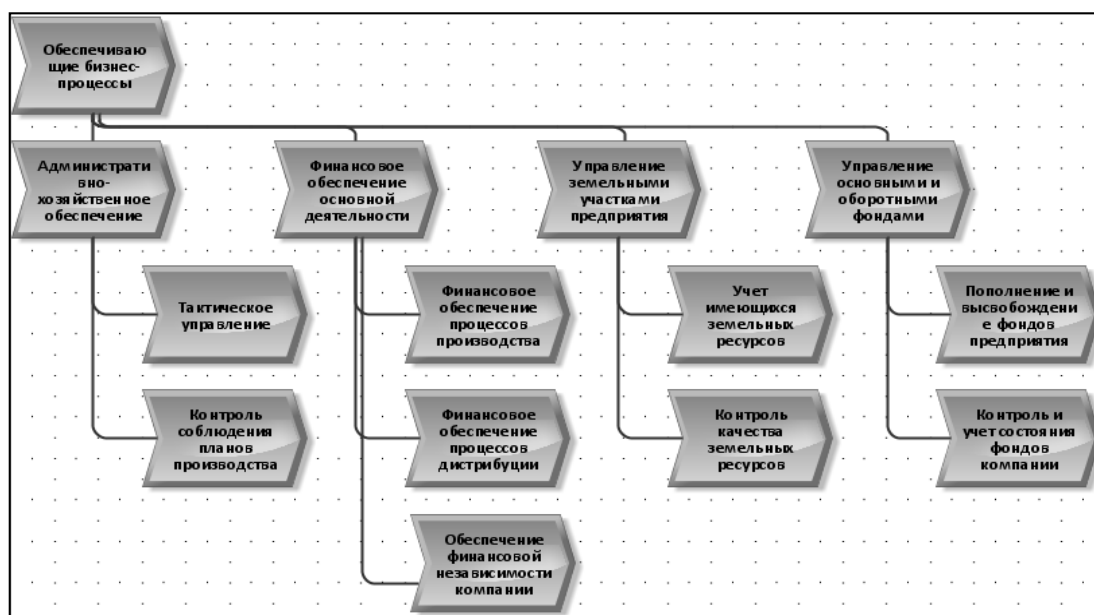 Обеспечиваю
щие бизнес-
процессы
Администрати
вно-
хозяйственное
обеспечение
Финансовое
обеспечение
основной
деятельности
Управление
земельными
участками
предприятия
Управление
основными и
оборотными
фондами
Тактическое
управление
Финансовое
обеспечение
процессов
производства
Учет
имеющихся
земельных
ресурсов
Пополнение и
высвобождени
е фондов
предприятия
Контроль
соблюдения
планов
производства
Финансовое
обеспечение
процессов
дистрибуции
Контроль
качества
земельных
ресурсов
Контроль и
учет состояния
фондов
компании
Обеспечение
финансовой
независимости
компании